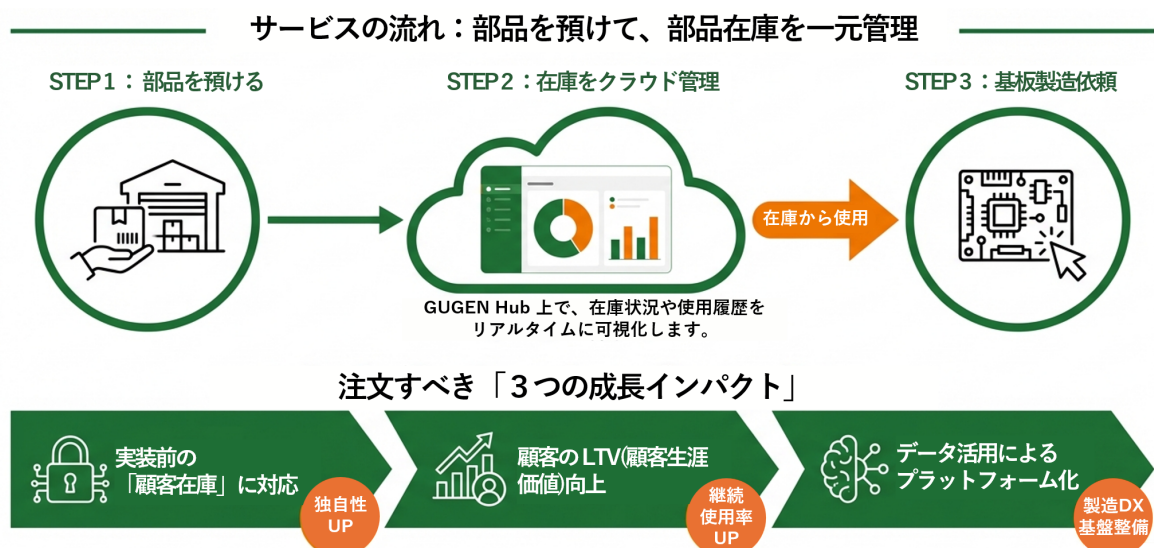 サービスの流れ：部品を預けて、部品在庫を一元管理
STEP1：部品を預ける
STEP2：在庫をクラウド管理
STEP3：基板製造依頼
在庫から使用
GUGEN Hub 上で、在庫状況や使用履歴を
リアルタイムに可視化します。
注文すべき「３つの成長インパクト」
実装前の
「顧客在庫」に対応
独自性
UP
顧客のLTV(顧客生涯
価値)向上
継続
使用率
UP
データ活用による
プラットフォーム化
製造DX
基盤整備